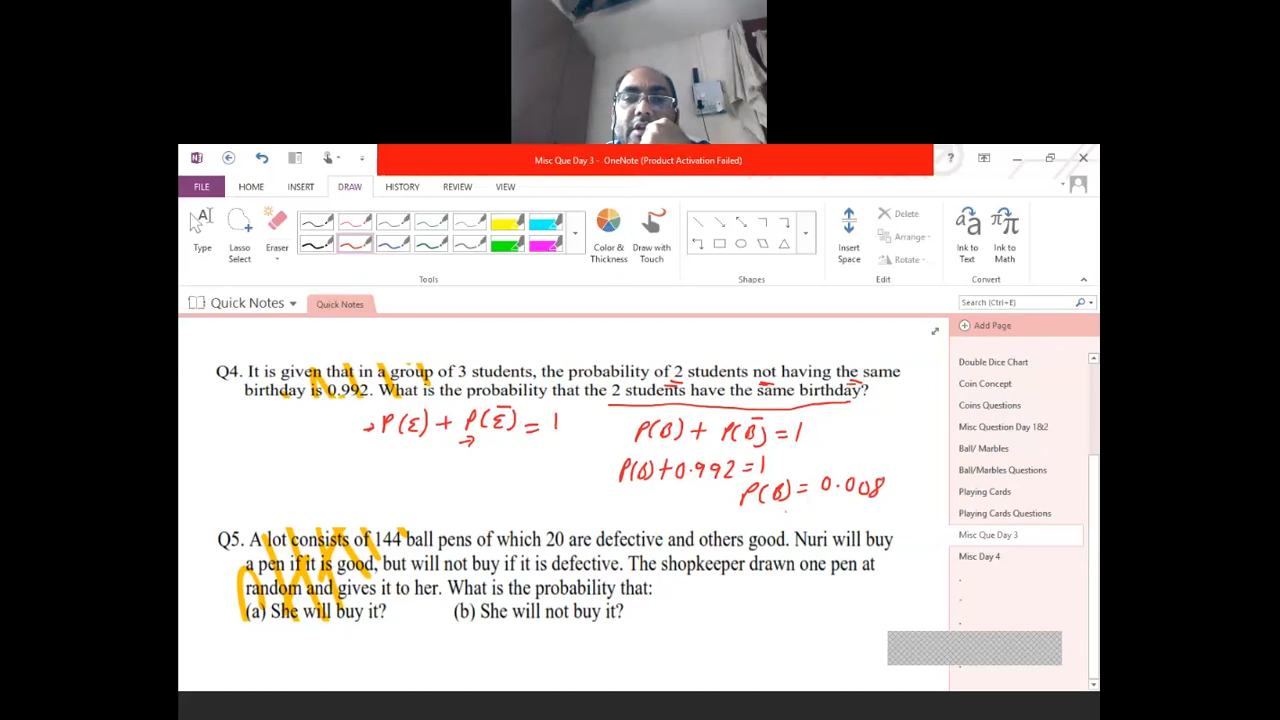 Misc Que Day 3 - OneNote (Product Activation Failed)
FILE HOME INSERT DRAW HISTORY REVIEW VIEW
Type
Lasso Select
Eraser
Color & Thickness
Draw with Touch
Insert Space
Delete
Arrange
Rotate
Ink to Text
Ink to Math
Tools
Shapes
Edit
Convert
Quick Notes
Quick Notes
Search (Ctrl+E)
Add Page
Double Dice Chart
Coin Concept
Coins Questions
Misc Question Day 1&2
Ball/ Marbles
Ball/Marbles Questions
Playing Cards
Playing Cards Questions
Misc Que Day 3
Misc Day 4
Q4. It is given that in a group of 3 students, the probability of 2 students not having the same
birthday is 0.992. What is the probability that the 2 students have the same birthday?
→P(E) + P(E̅) = 1
P(B) + P(B̅) = 1
P(B) + 0.992 = 1
P(B) = 0.008
Q5. A lot consists of 144 ball pens of which 20 are defective and others good. Nuri will buy
a pen if it is good, but will not buy if it is defective. The shopkeeper drawn one pen at
random and gives it to her. What is the probability that:
(a) She will buy it? (b) She will not buy it?